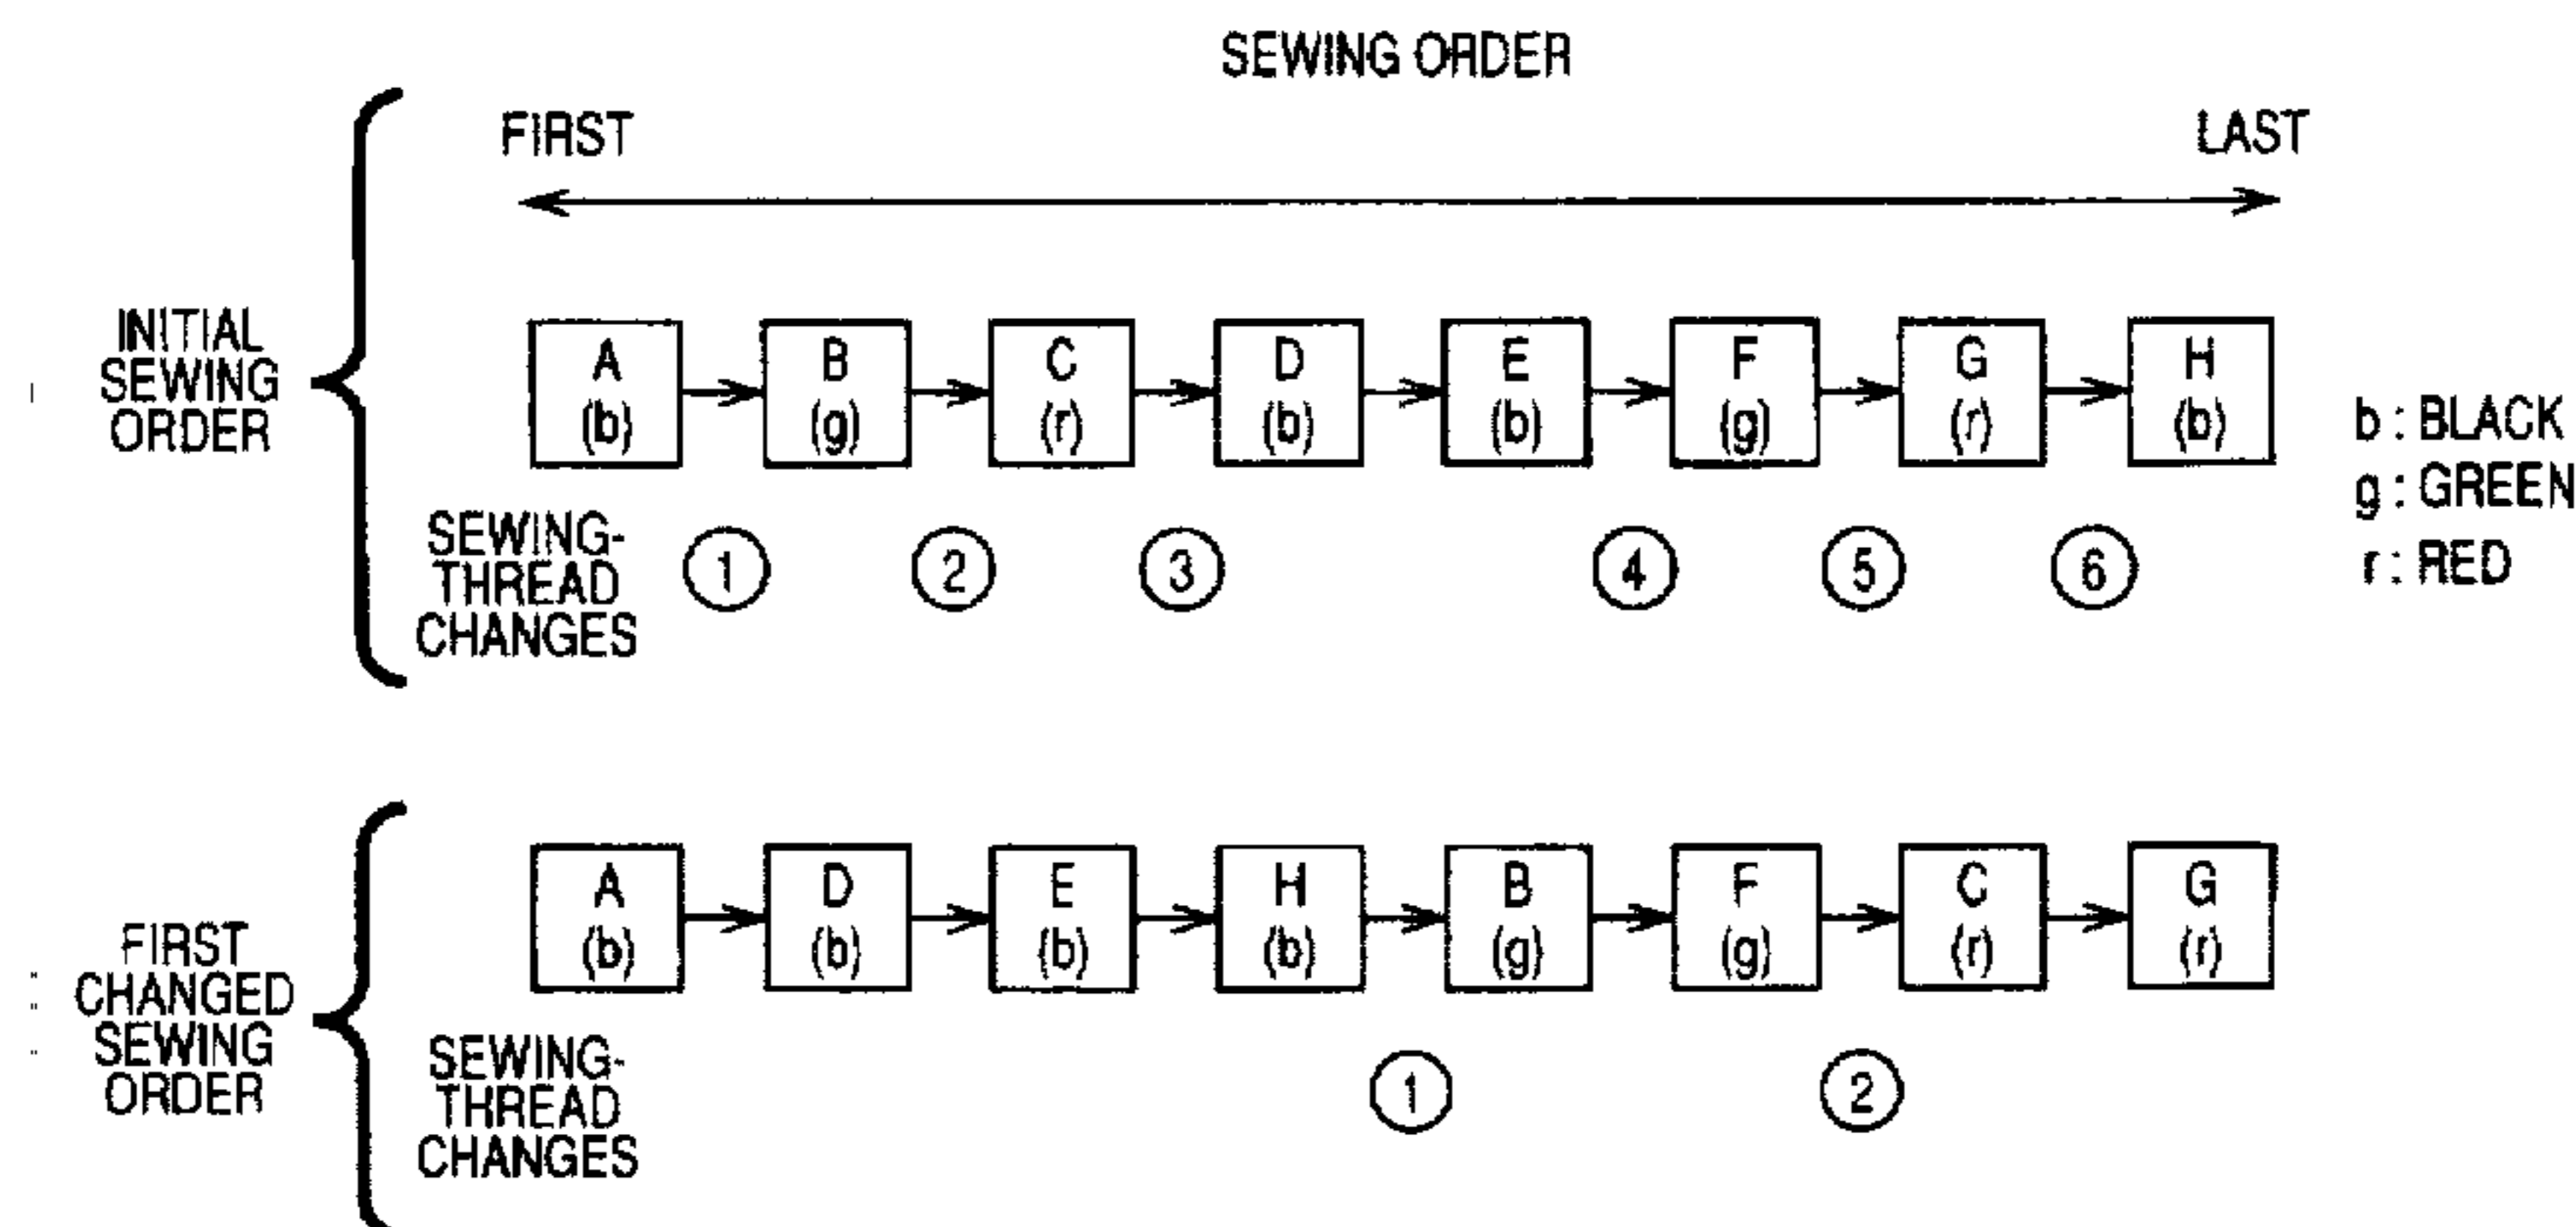 SEWING ORDER
FIRST
LAST
INITIAL
SEWING
ORDER
A
(b)
B
(g)
C
(r)
D
(b)
E
(b)
F
(g)
G
(r)
H
(b)
b : BLACK
g : GREEN
r : RED
SEWING-
THREAD
CHANGES
1
2
3
4
5
6
FIRST
CHANGED
SEWING
ORDER
A
(b)
D
(b)
E
(b)
H
(b)
B
(g)
F
(g)
C
(r)
G
(r)
SEWING-
THREAD
CHANGES
1
2